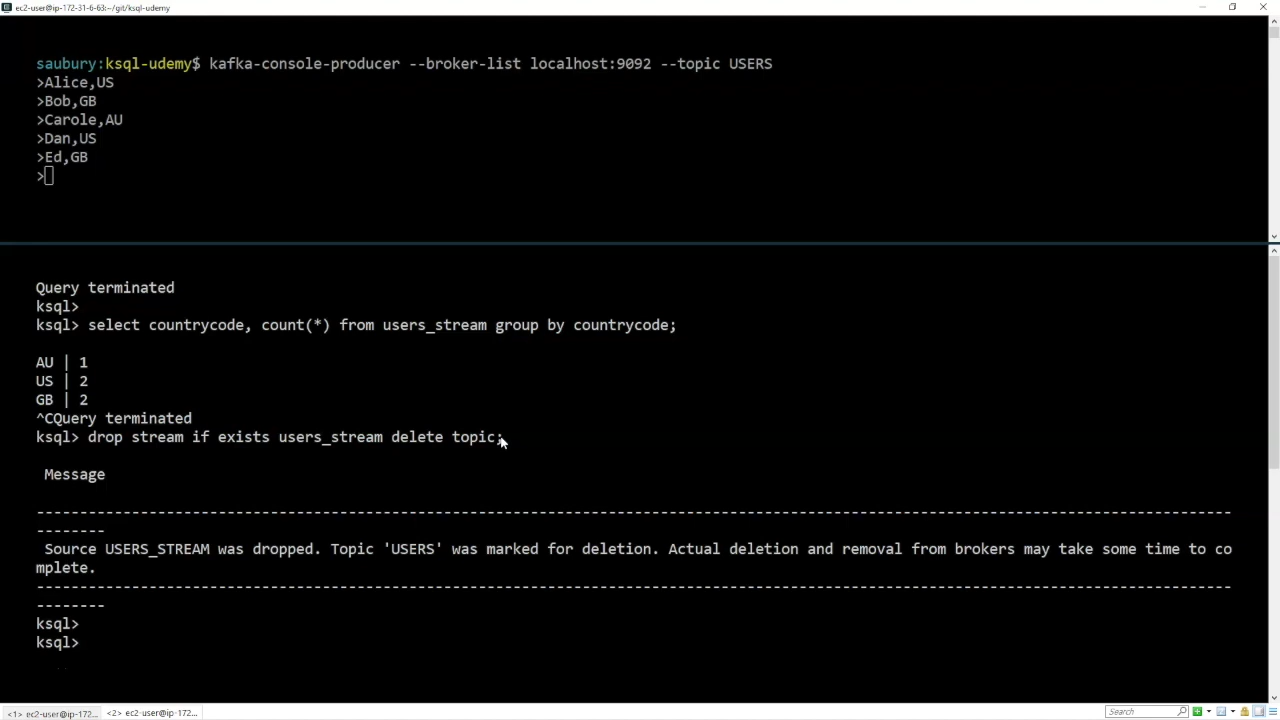 ec2-user@ip-172-31-6-63:~/git/ksql-udemy
saubury:ksql-udemy$ kafka-console-producer --broker-list localhost:9092 --topic USERS
>Alice,US
>Bob,GB
>Carole,AU
>Dan,US
>Ed,GB
>
Query terminated
ksql>
ksql> select countrycode, count(*) from users_stream group by countrycode;
AU | 1
US | 2
GB | 2
^CQuery terminated
ksql> drop stream if exists users_stream delete topic;
Message
----------------------------------------------------------------------------------------------------------------------------------------
--------
Source USERS_STREAM was dropped. Topic 'USERS' was marked for deletion. Actual deletion and removal from brokers may take some time to co
mplete.
----------------------------------------------------------------------------------------------------------------------------------------
--------
ksql>
ksql>
<1> ec2-user@ip-172... <2> ec2-user@ip-172... Search